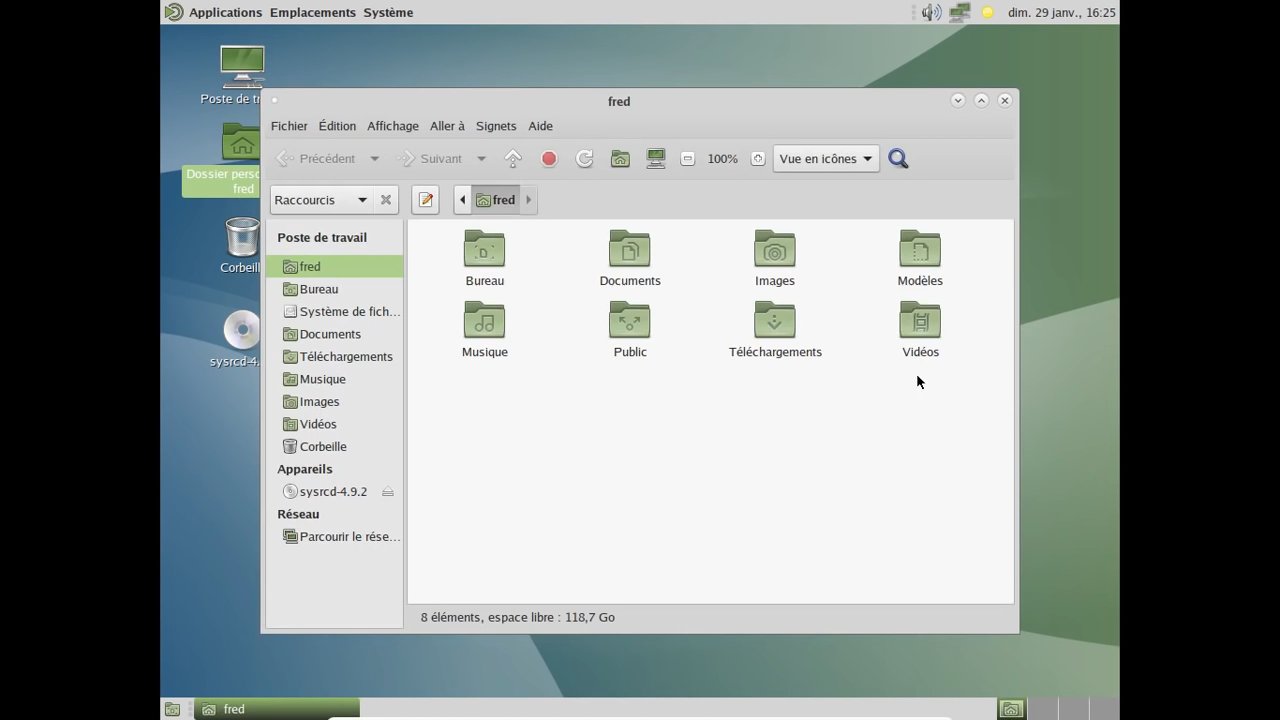 Applications Emplacements Système
dim. 29 janv., 16:25
Poste de tr
Dossier perso
fred
Corbeill
sysrcd-4.
fred
Fichier Édition Affichage Aller à Signets Aide
Précédent Suivant 100% Vue en icônes
Raccourcis fred
Poste de travail
fred
Bureau
Système de fich...
Documents
Téléchargements
Musique
Images
Vidéos
Corbeille
Appareils
sysrcd-4.9.2
Réseau
Parcourir le rése...
Bureau Documents Images Modèles
Musique Public Téléchargements Vidéos
8 éléments, espace libre : 118,7 Go
fred